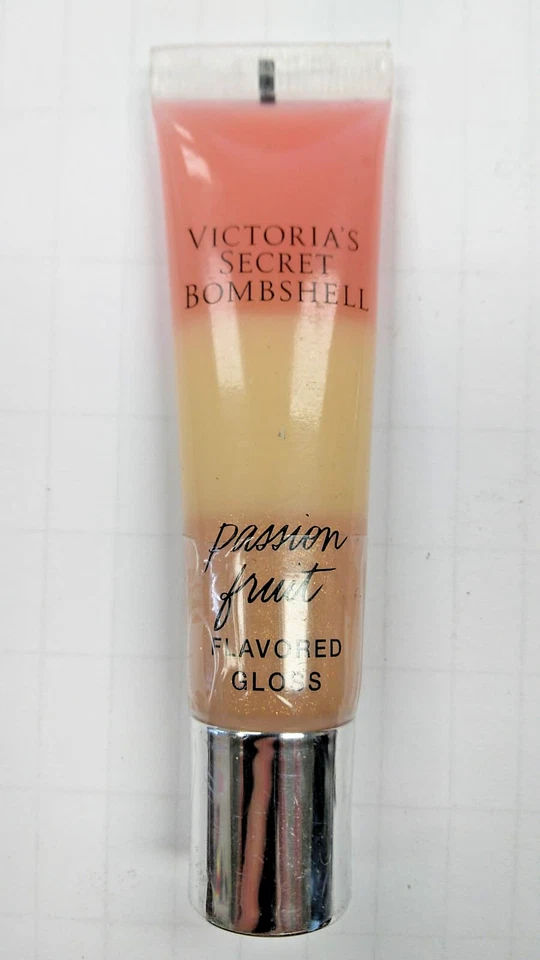 VICTORIA'S
SECRET
BOMBSHELL
passion
fruit
FLAVORED
GLOSS